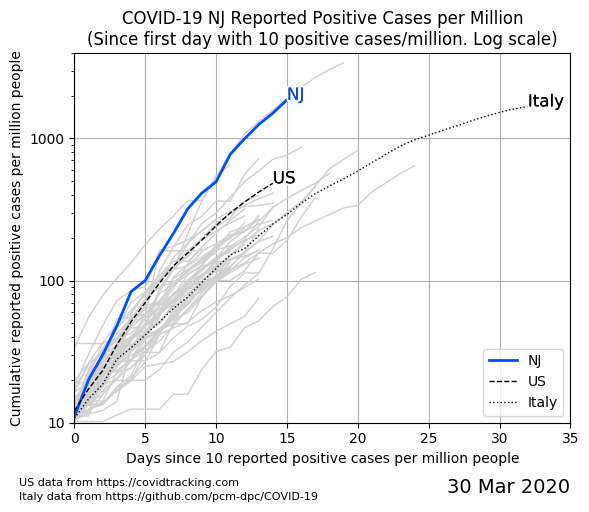 COVID-19 NJ Reported Positive Cases per Million
(Since first day with 10 positive cases/million. Log scale)
Cumulative reported positive cases per million people
1000
100
10
NJ
US
Italy
NJ
US
Italy
0 5 10 15 20 25 30 35
Days since 10 reported positive cases per million people
US data from https://covidtracking.com
Italy data from https://github.com/pcm-dpc/COVID-19
30 Mar 2020